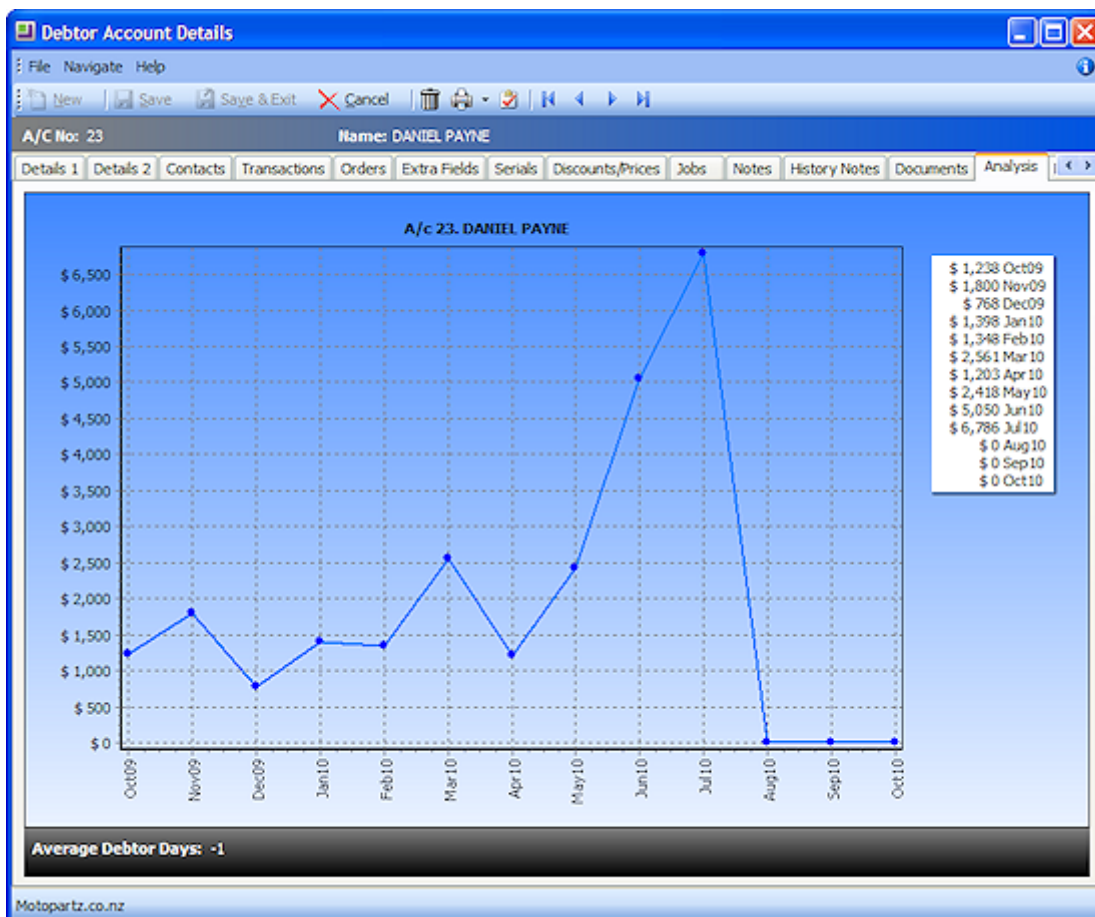 Debtor Account Details
File Navigate Help
New Save Save & Exit Cancel
A/C No: 23 Name: DANIEL PAYNE
Details 1 Details 2 Contacts Transactions Orders Extra Fields Serials Discounts/Prices Jobs Notes History Notes Documents Analysis
A/c 23. DANIEL PAYNE
$ 6,500
$ 6,000
$ 5,500
$ 5,000
$ 4,500
$ 4,000
$ 3,500
$ 3,000
$ 2,500
$ 2,000
$ 1,500
$ 1,000
$ 500
$ 0
Oct09 Nov09 Dec09 Jan10 Feb10 Mar10 Apr10 May10 Jun10 Jul10 Aug10 Sep10 Oct10
$ 1,238 Oct09
$ 1,800 Nov09
$ 768 Dec09
$ 1,398 Jan10
$ 1,348 Feb10
$ 2,561 Mar10
$ 1,203 Apr10
$ 2,418 May10
$ 5,050 Jun10
$ 6,786 Jul10
$ 0 Aug10
$ 0 Sep10
$ 0 Oct10
Average Debtor Days: -1
Motopartz.co.nz